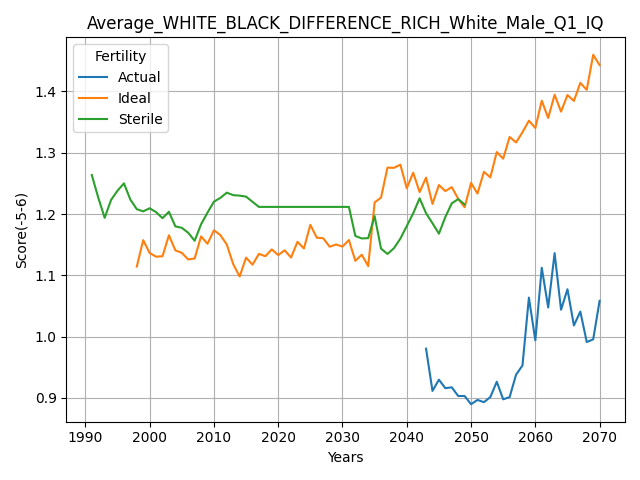 Average_WHITE_BLACK_DIFFERENCE_RICH_White_Male_Q1_IQ
Fertility
Actual
Ideal
Sterile
Score(-5-6)
1.4
1.3
1.2
1.1
1.0
0.9
1990 2000 2010 2020 2030 2040 2050 2060 2070
Years